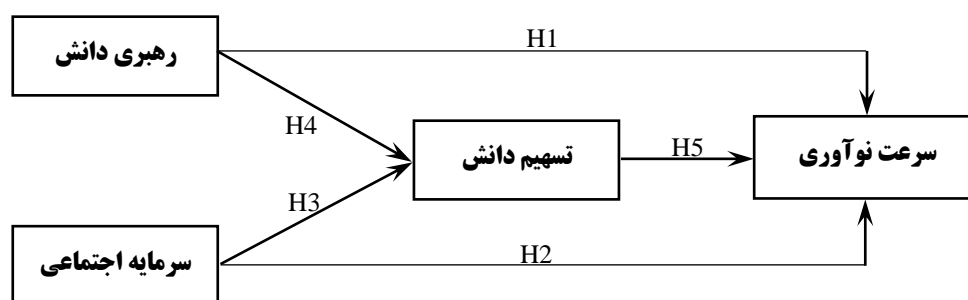 H1
رهبری دانش
H4
تسهیم دانش
H5
سرعت نوآوری
H3
سرمایه اجتماعی
H2